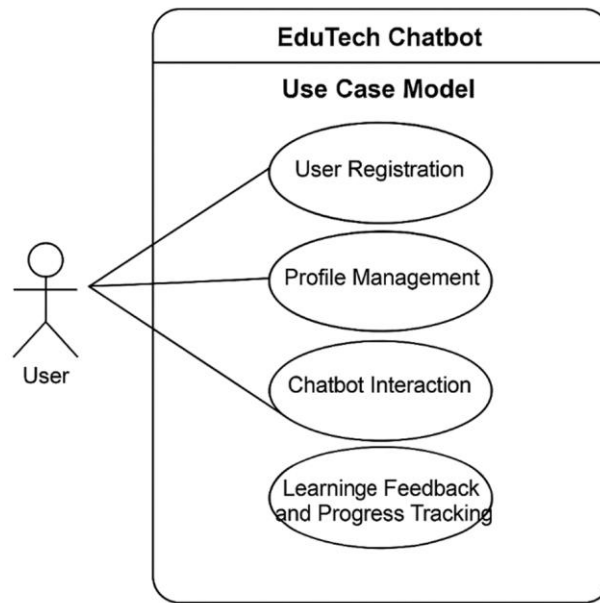 EduTech Chatbot
Use Case Model
User Registration
Profile Management
User
Chatbot Interaction
Learninge Feedback
and Progress Tracking